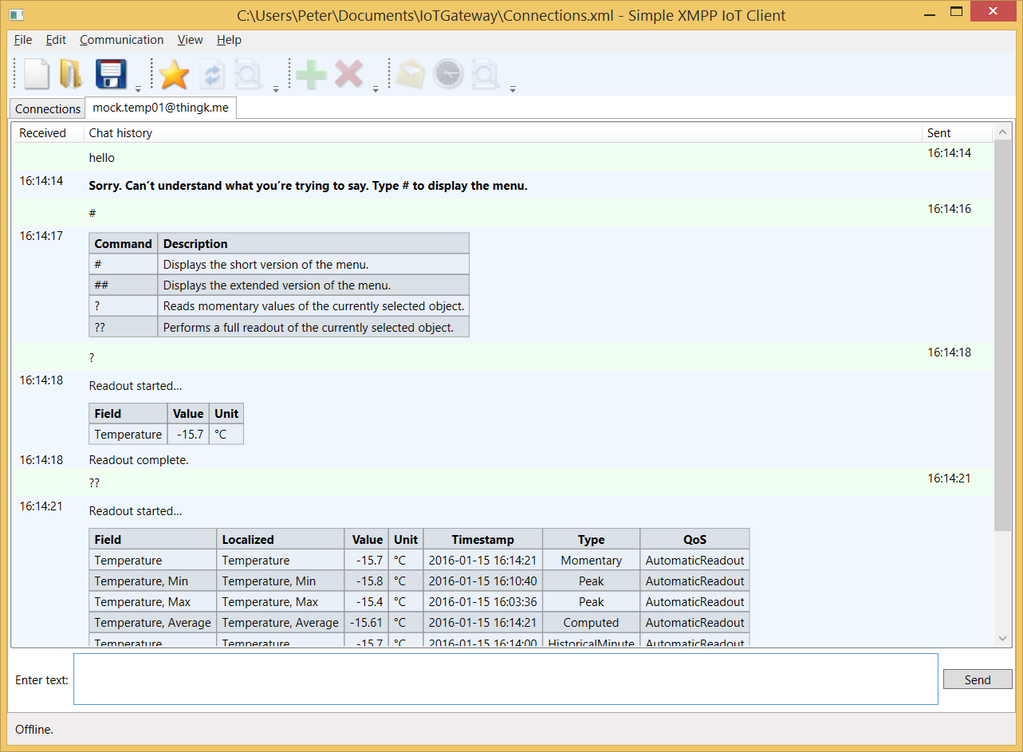 C:\Users\Peter\Documents\IoTGateway\Connections.xml - Simple XMPP IoT Client
File Edit Communication View Help
Connections mock.temp01@thingk.me
Received Chat history Sent
hello 16:14:14
16:14:14 Sorry. Can't understand what you're trying to say. Type # to display the menu.
# 16:14:16
16:14:17
Command Description
# Displays the short version of the menu.
## Displays the extended version of the menu.
? Reads momentary values of the currently selected object.
?? Performs a full readout of the currently selected object.
? 16:14:18
16:14:18 Readout started...
Field Value Unit
Temperature -15.7 °C
16:14:18 Readout complete.
?? 16:14:21
16:14:21 Readout started...
Field Localized Value Unit Timestamp Type QoS
Temperature Temperature -15.7 °C 2016-01-15 16:14:21 Momentary AutomaticReadout
Temperature, Min Temperature, Min -15.8 °C 2016-01-15 16:10:40 Peak AutomaticReadout
Temperature, Max Temperature, Max -15.4 °C 2016-01-15 16:03:36 Peak AutomaticReadout
Temperature, Average Temperature, Average -15.61 °C 2016-01-15 16:14:21 Computed AutomaticReadout
Temperature Temperature -15.7 °C 2016-01-15 16:14:00 HistoricalMinute AutomaticReadout
Enter text: Send
Offline.